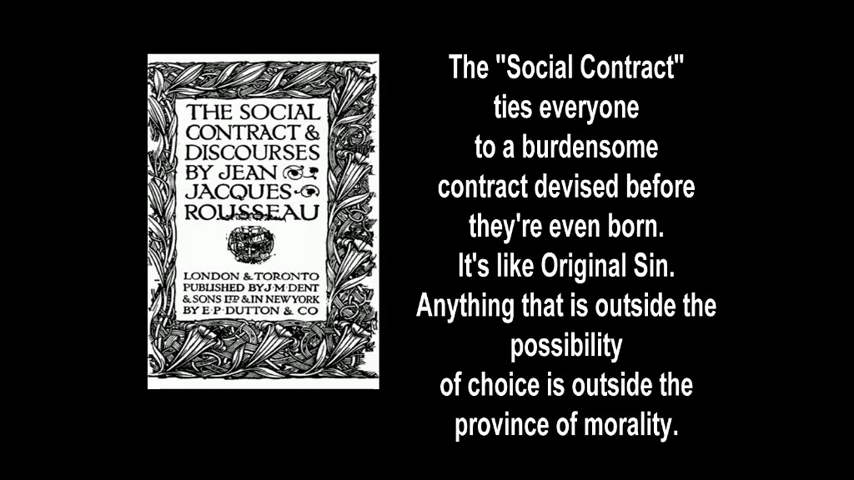 THE SOCIAL
CONTRACT &
DISCOURSES
BY JEAN
JACQUES
ROUSSEAU
LONDON & TORONTO
PUBLISHED BY J·M·DENT
& SONS LTD & IN NEW YORK
BY E·P·DUTTON & CO
The "Social Contract"
ties everyone
to a burdensome
contract devised before
they're even born.
It's like Original Sin.
Anything that is outside the
possibility
of choice is outside the
province of morality.